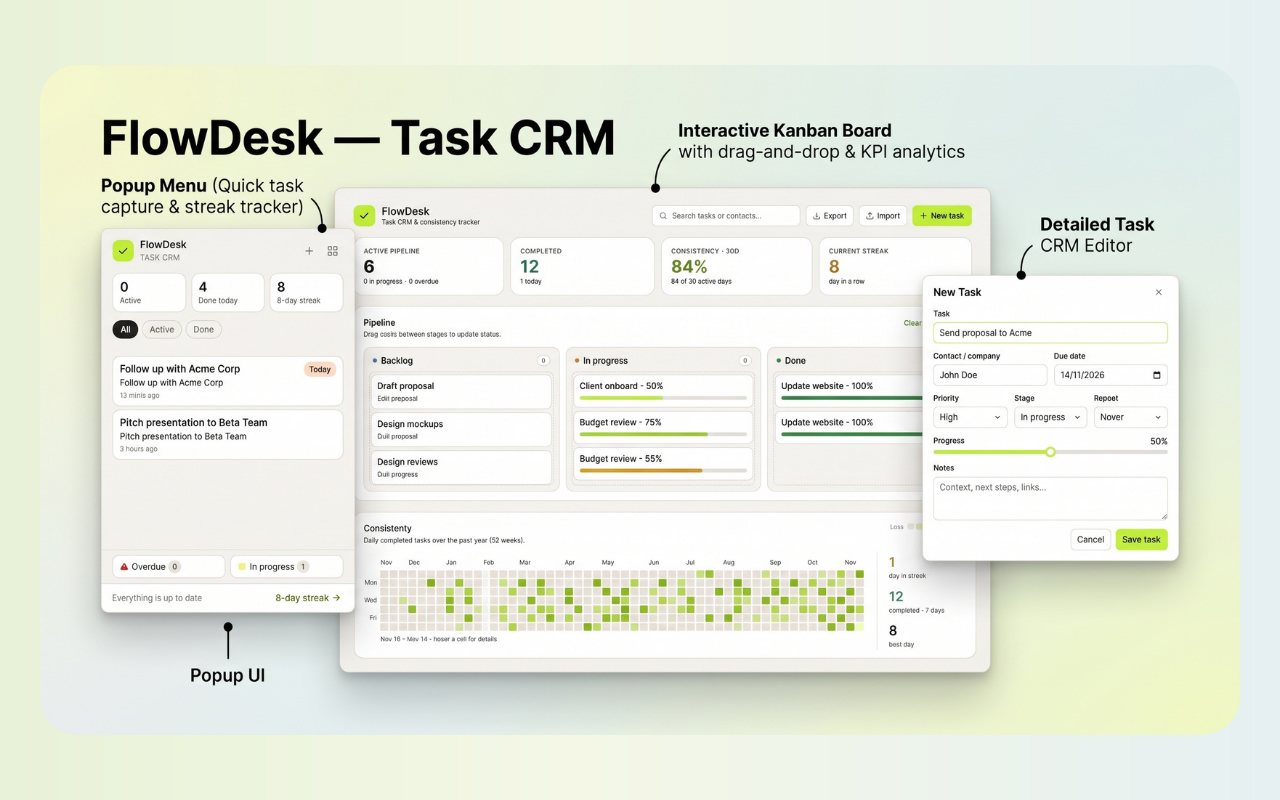 FlowDesk — Task CRM
Interactive Kanban Board
with drag-and-drop & KPI analytics
Popup Menu (Quick task
capture & streak tracker)
Detailed Task
CRM Editor
FlowDesk
TASK CRM
0
Active
4
Done today
8
8-day streak
All
Active
Done
Follow up with Acme Corp
Today
Follow up with Acme Corp
13 minis ago
Pitch presentation to Beta Team
Pitch presentation to Beta Team
3 hours ago
Overdue 0
In progress 1
Everything is up to date
8-day streak →
Popup UI
FlowDesk
Task CRM & consistency tracker
Search tasks or contacts...
Export
Import
+ New task
ACTIVE PIPELINE
6
0 in progress · 0 overdue
COMPLETED
12
1 today
CONSISTENCY · 30D
84%
84 of 30 active days
CURRENT STREAK
8
day in a row
Pipeline
Drag cosirs between stages to update status.
Clear
Backlog
0
Draft proposal
Edii preposal
Design mockups
Duil proposal
Design reviews
Duil progress
In progress
0
Client onboard - 50%
Budget review - 75%
Budget review - 55%
Done
Update website - 100%
Update website - 100%
Consistenty
Daily completed tasks over the past year (52 weeks).
Loss
Nov Dec Jan Feb Mar Apr May Jun Jul Aug Sep Oct Nov
Mon
Wed
Fri
Nov 16 - Mev 14 - hoser a cell for details
1
day in streek
12
completed - 7 days
8
best day
New Task
Task
Send proposal to Acme
Contact / company
Due date
John Doe
14/11/2026
Priority
Stage
Repoet
High
In progress
Nover
Progress
50%
Notes
Context, next steps, links...
Cancel
Save task